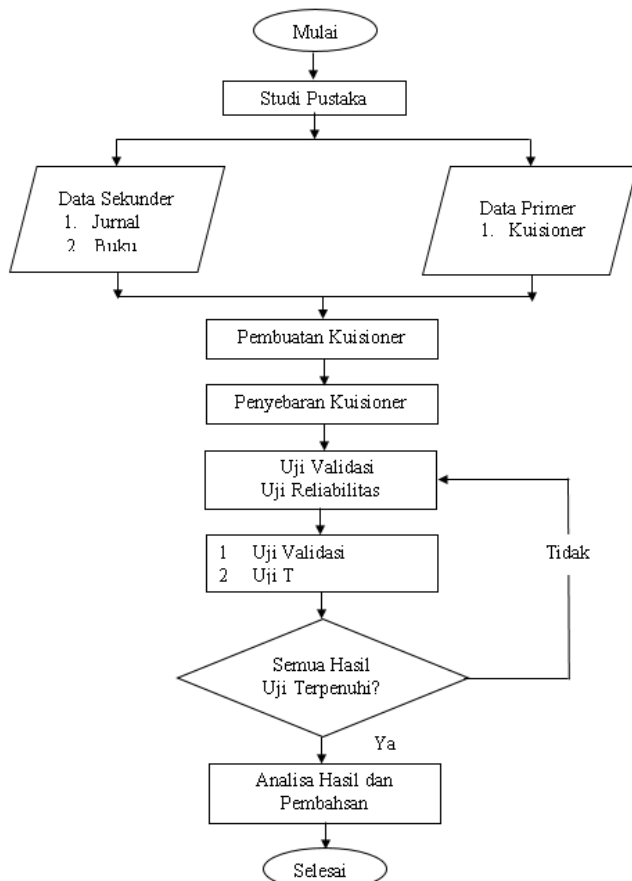 Mulai
Studi Pustaka
Data Sekunder
1. Jurnal
2. Buku
Data Primer
1. Kuisioner
Pembuatan Kuisioner
Penyebaran Kuisioner
Uji Validasi
Uji Reliabilitas
1 Uji Validasi
2 Uji T
Tidak
Semua Hasil
Uji Terpenuhi?
Ya
Analisa Hasil dan
Pembahsan
Selesai